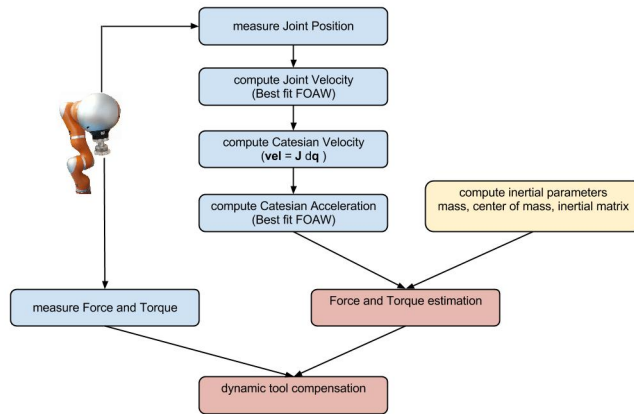 measure Joint Position
compute Joint Velocity
(Best fit FOAW)
compute Catesian Velocity
(vel = J dq )
compute Catesian Acceleration
(Best fit FOAW)
compute inertial parameters
mass, center of mass, inertial matrix
measure Force and Torque
Force and Torque estimation
dynamic tool compensation